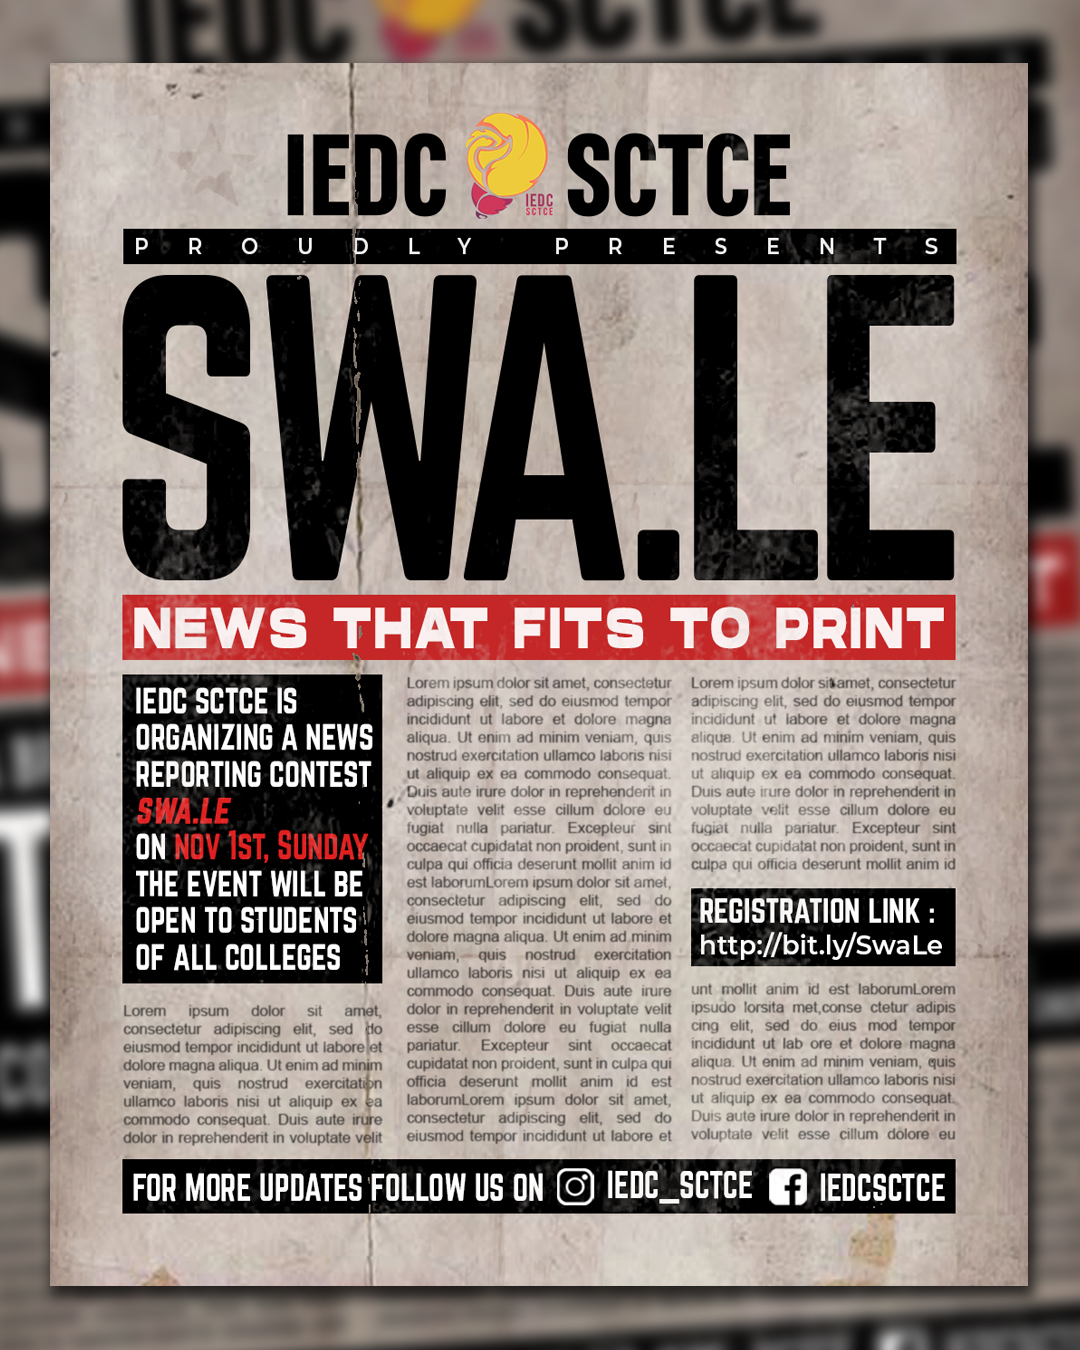 IEDC SCTCE
IEDC
SCTCE
PROUDLY PRESENTS
SWA.LE
NEWS THAT FITS TO PRINT
IEDC SCTCE IS
ORGANIZING A NEWS
REPORTING CONTEST
SWA.LE
ON NOV 1ST, SUNDAY
THE EVENT WILL BE
OPEN TO STUDENTS
OF ALL COLLEGES
Lorem ipsum dolor sit amet,
consectetur adipiscing elit, sed do
eiusmod tempor incididunt ut labore et
dolore magna aliqua. Ut enim ad minim
veniam, quis nostrud exercitation
ullamco laboris nisi ut aliquip ex ea
commodo consequat. Duis aute irure
dolor in reprehenderit in voluptate velit
Lorem ipsum dolor sit amet, consectetur
adipiscing elit, sed do eiusmod tempor
incididunt ut labore et dolore magna
aliqua. Ut enim ad minim veniam, quis
nostrud exercitation ullamco laboris nisi
ut aliquip ex ea commodo consequat.
Duis aute irure dolor in reprehenderit in
voluptate velit esse cillum dolore eu
fugiat nulla pariatur. Excepteur sint
occaecat cupidatat non proident, sunt in
culpa qui officia deserunt mollit anim id
est laborumLorem ipsum dolor sit amet,
consectetur adipiscing elit, sed do
eiusmod tempor incididunt ut labore et
dolore magna aliqua. Ut enim ad minim
veniam, quis nostrud exercitation
ullamco laboris nisi ut aliquip ex ea
commodo consequat. Duis aute irure
dolor in reprehenderit in voluptate velit
esse cillum dolore eu fugiat nulla
pariatur. Excepteur sint occaecat
cupidatat non proident, sunt in culpa qui
officia deserunt mollit anim id est
laborumLorem ipsum dolor sit amet,
consectetur adipiscing elit, sed do
eiusmod tempor incididunt ut labore et
Lorem ipsum dolor sit amet, consectetur
adipiscing elit, sed do eiusmod tempor
incididunt ut labore et dolore magna
aliqua. Ut enim ad minim veniam, quis
nostrud exercitation ullamco laboris nisi
ut aliquip ex ea commodo consequat.
Duis aute irure dolor in reprehenderit in
voluptate velit esse cillum dolore eu
fugiat nulla pariatur. Excepteur sint
occaecat cupidatat non proident, sunt in
culpa qui officia deserunt mollit anim id
REGISTRATION LINK :
http://bit.ly/SwaLe
unt mollit anim id est laborumLorem
ipsudo lorsita met,conse ctetur adipis
cing elit, sed do eius mod tempor
incididunt ut lab ore et dolore magna
aliqua. Ut enim ad minim veniam, quis
nostrud exercitation ullamco laboris nisi
ut aliquip ex ea commodo consequat.
Duis aute irure dolor in reprehenderit in
voluptate velit esse cillum dolore eu
FOR MORE UPDATES FOLLOW US ON IEDC_SCTCE IEDCSCTCE